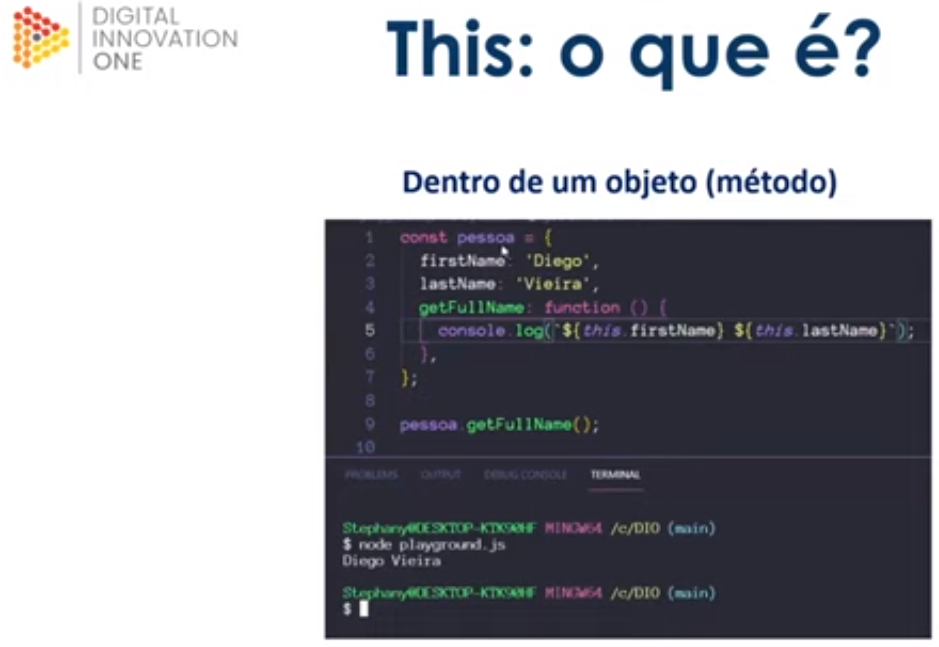 DIGITAL
INNOVATION
ONE
This: o que é?
Dentro de um objeto (método)
1 const pessoa = {
2 firstName: 'Diego',
3 lastName: 'Vieira',
4 getFullName: function () {
5 console.log(`${this.firstName} ${this.lastName}`);
6 },
7 };
8
9 pessoa.getFullName();
10
PROBLEMS OUTPUT DEBUG CONSOLE TERMINAL
Stephany@DESKTOP-KTK90HF MINGW64 /c/DIO (main)
$ node playground.js
Diego Vieira
Stephany@DESKTOP-KTK90HF MINGW64 /c/DIO (main)
$